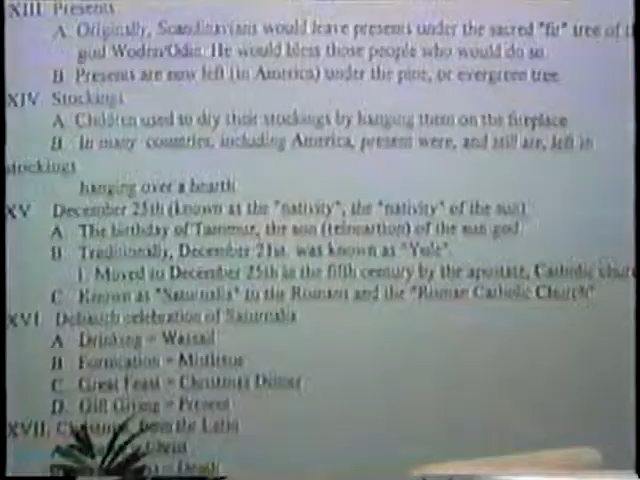 XIII Presents
A. Originally, Scandinavians would leave presents under the sacred "fir" tree of t
god Woden/Odin. He would bless those people who would do so.
B Presents are now left (in America) under the pine, or evergreen tree.
XIV Stockings
A Children used to dry their stockings by hanging them on the fireplace
B. In many countries, including America, present were, and still are, left in
stockings
hanging over a hearth
XV December 25th (known as the "nativity", the "nativity" of the sun)
A. The birthday of Tammuz, the son (reincartion) of the sun god
B Traditionally, December 21st. was known as "Yule".
1. Moved to December 25th in the fifth century by the apostate, Catholic
C. Known as "Saturnalia" to the Romans and the "Roman Catholic Church"
XVI. Debauch celebration of Saturnalia
A Drinking = Wassail
B Fornication = Mistletoe
C. Great Feast = Christmas Dinner
D. Gift Giving = Present
XVII. from the Latin
Christ
Death